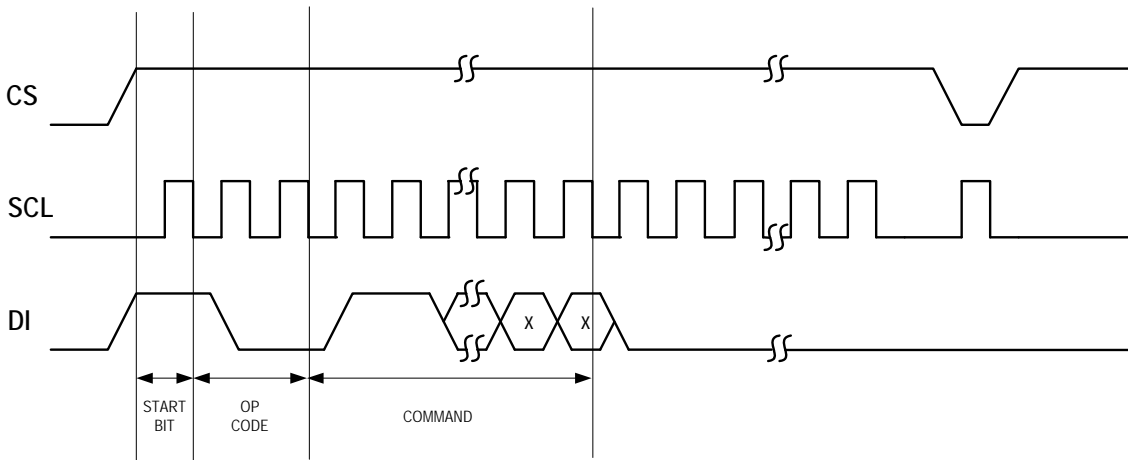 CS
SCL
DI
X
X
START
BIT
OP
CODE
COMMAND